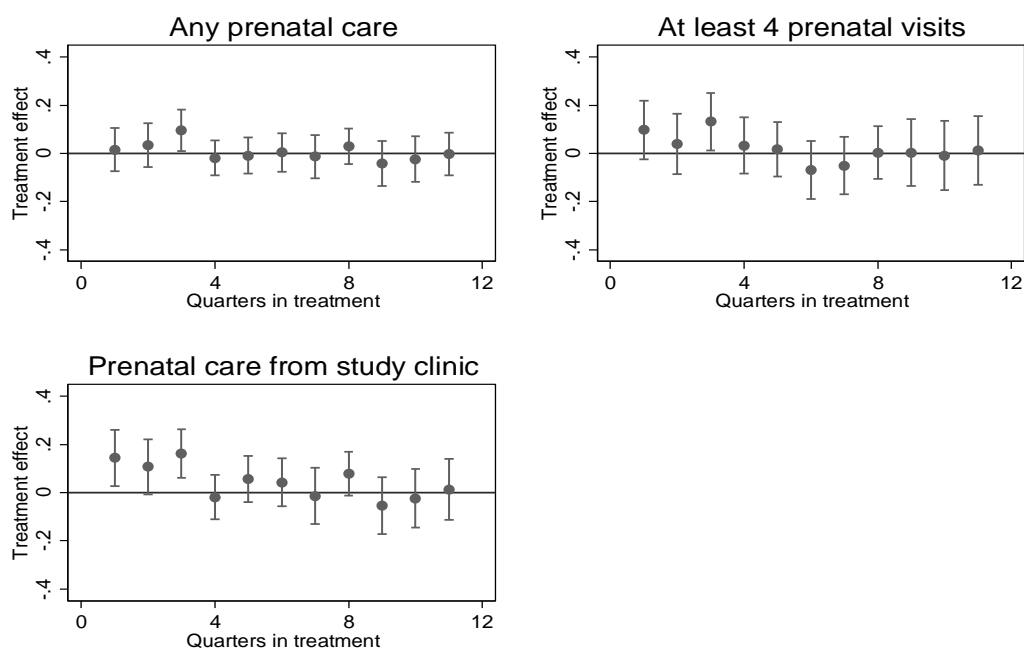 Any prenatal care
Treatment effect
.4
.2
0
-.2
-.4
0 4 8 12
Quarters in treatment
At least 4 prenatal visits
Treatment effect
.4
.2
0
-.2
-.4
0 4 8 12
Quarters in treatment
Prenatal care from study clinic
Treatment effect
.4
.2
0
-.2
-.4
0 4 8 12
Quarters in treatment